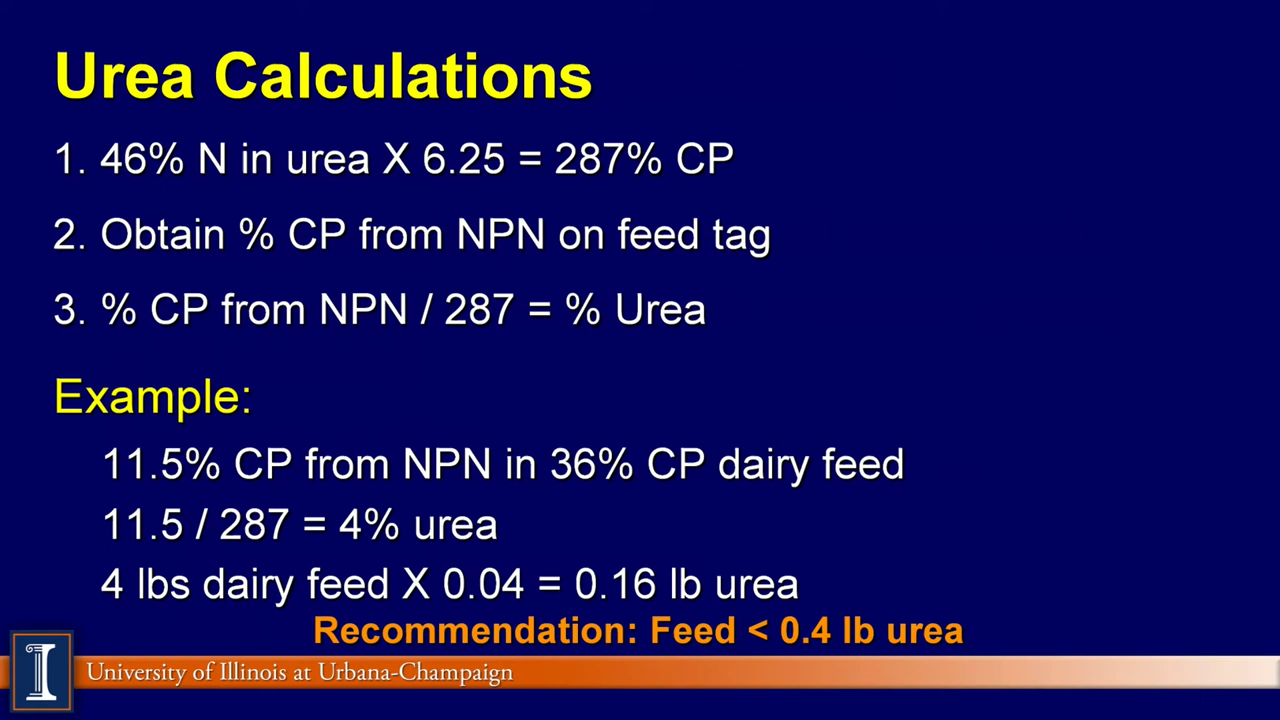 Urea Calculations
1. 46% N in urea X 6.25 = 287% CP
2. Obtain % CP from NPN on feed tag
3. % CP from NPN / 287 = % Urea
Example:
11.5% CP from NPN in 36% CP dairy feed
11.5 / 287 = 4% urea
4 lbs dairy feed X 0.04 = 0.16 lb urea
Recommendation: Feed < 0.4 lb urea
I
University of Illinois at Urbana-Champaign